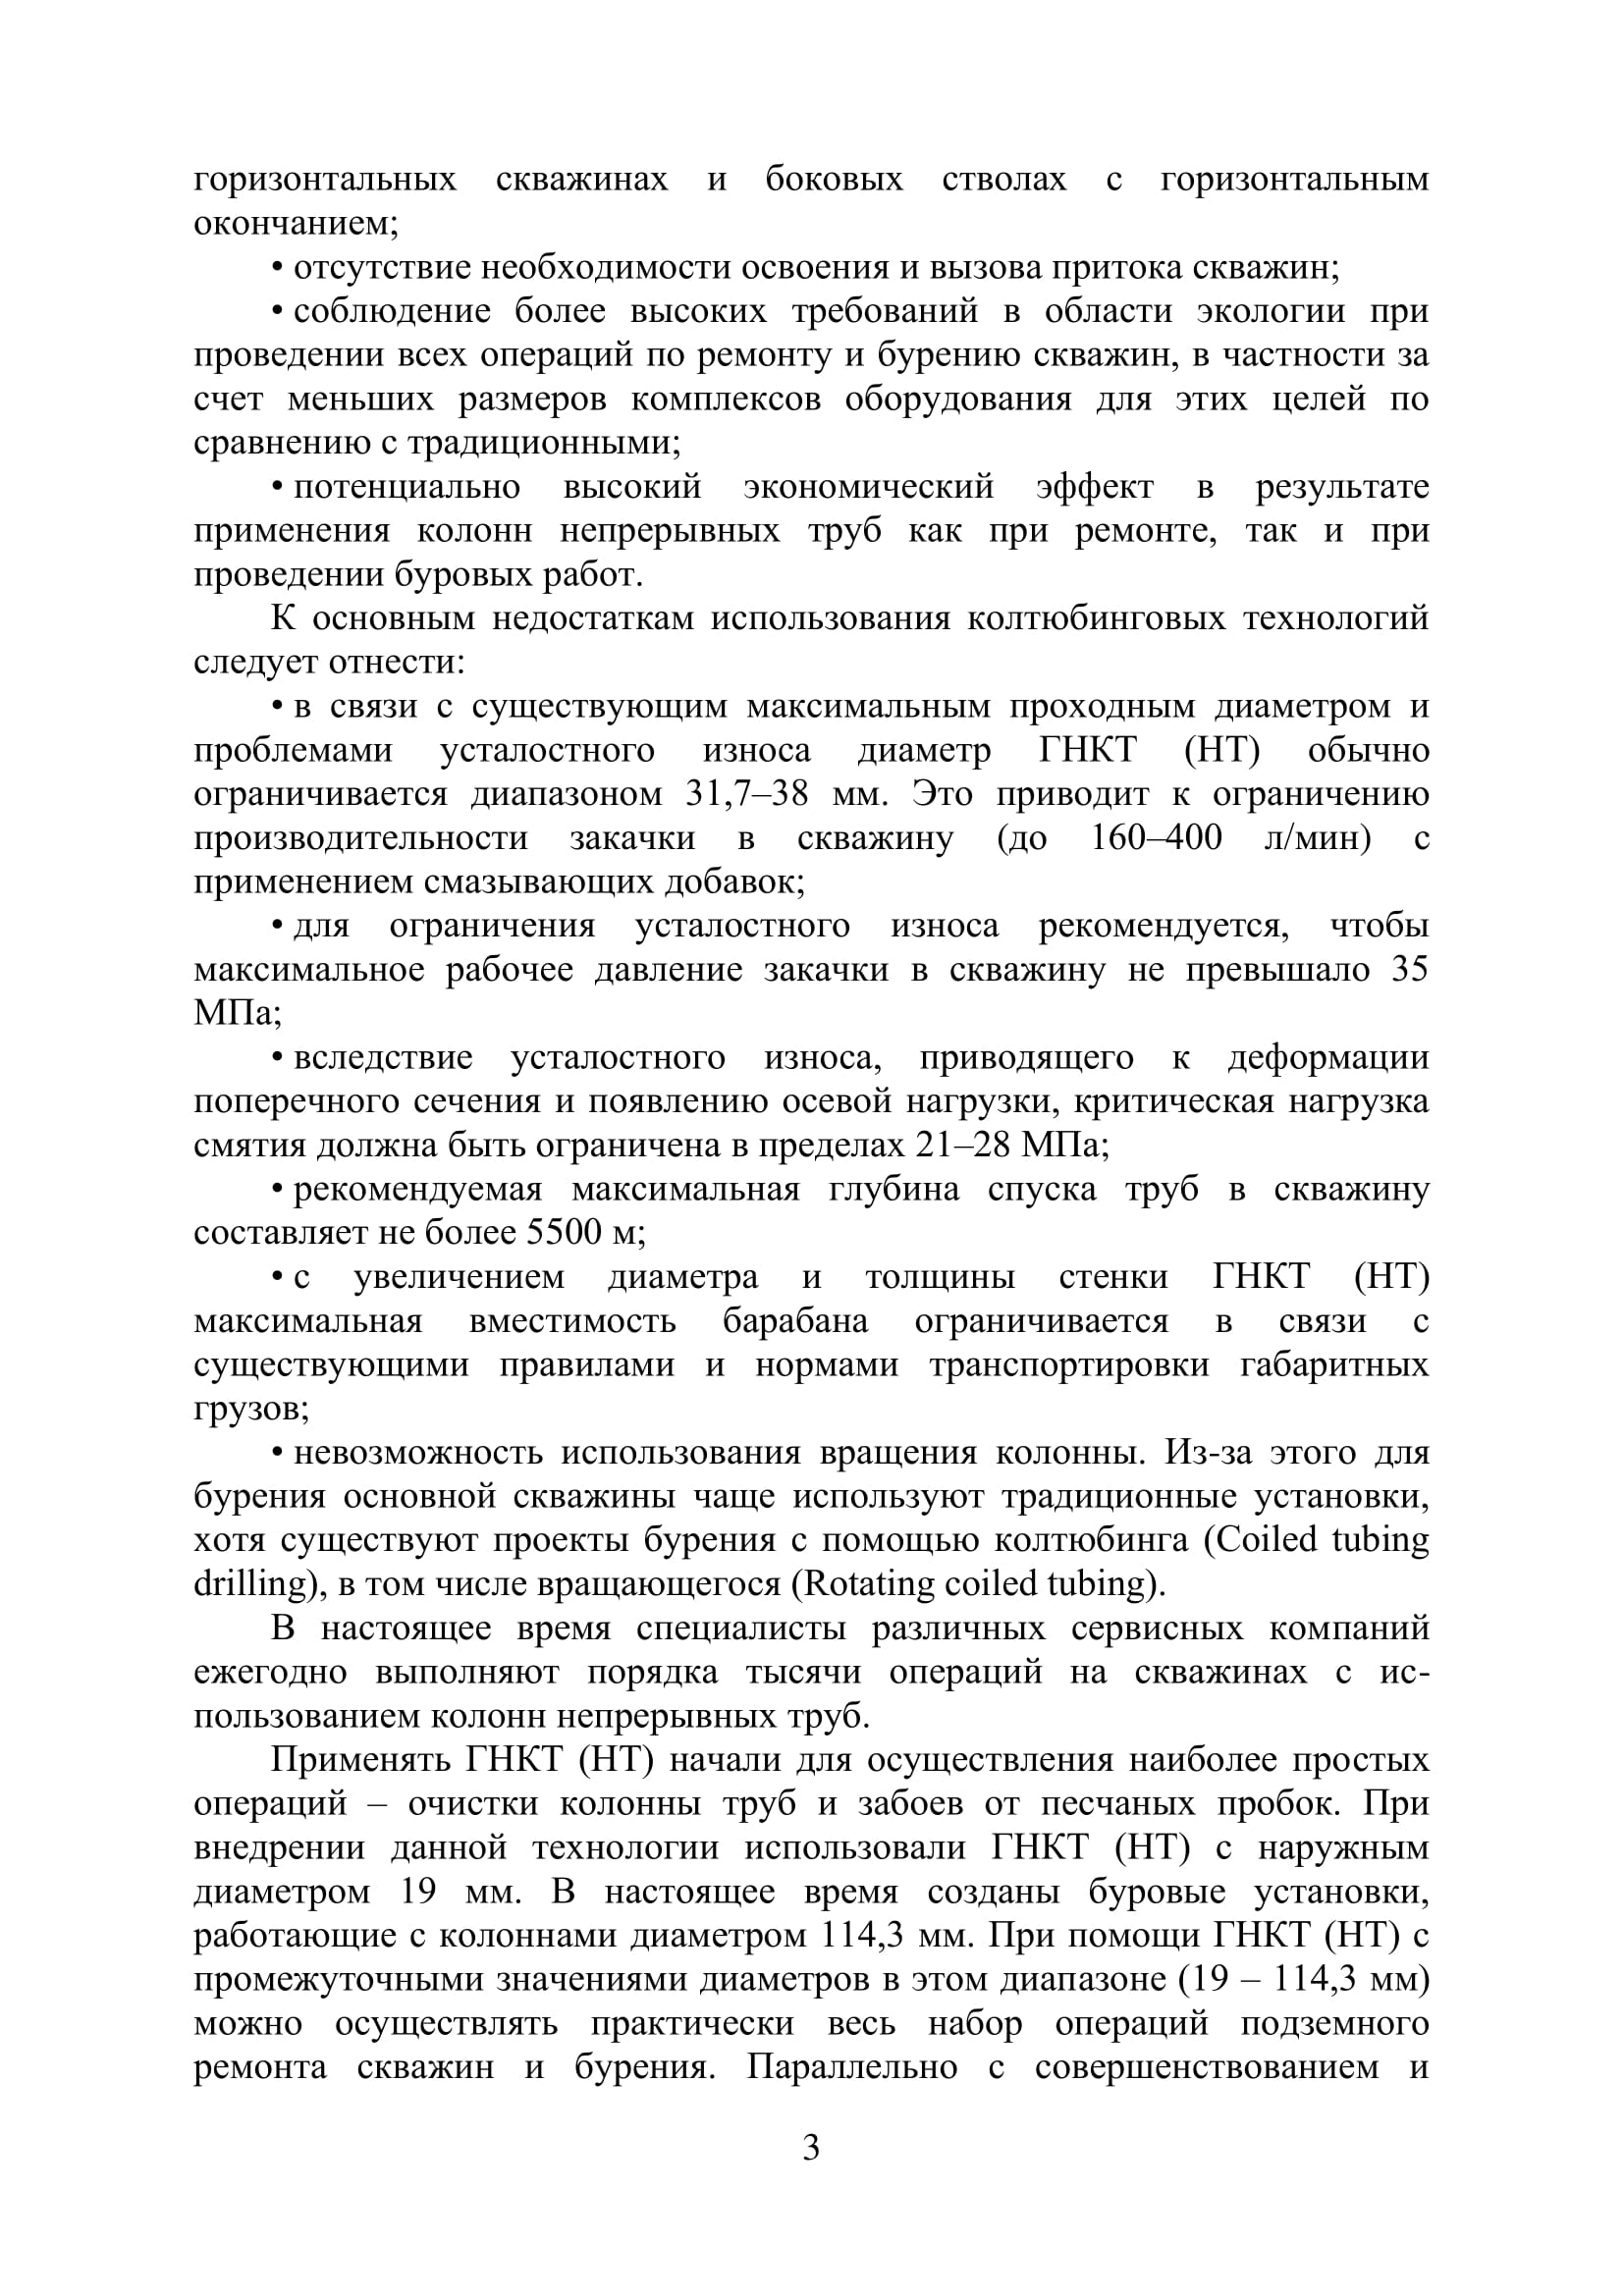 горизонтальных скважинах и боковых стволах с горизонтальным
окончанием;
• отсутствие необходимости освоения и вызова притока скважин;
• соблюдение более высоких требований в области экологии при
проведении всех операций по ремонту и бурению скважин, в частности за
счет меньших размеров комплексов оборудования для этих целей по
сравнению с традиционными;
• потенциально высокий экономический эффект в результате
применения колонн непрерывных труб как при ремонте, так и при
проведении буровых работ.
К основным недостаткам использования колтюбинговых технологий
следует отнести:
• в связи с существующим максимальным проходным диаметром и
проблемами усталостного износа диаметр ГНКТ (НТ) обычно
ограничивается диапазоном 31,7–38 мм. Это приводит к ограничению
производительности закачки в скважину (до 160–400 л/мин) с
применением смазывающих добавок;
• для ограничения усталостного износа рекомендуется, чтобы
максимальное рабочее давление закачки в скважину не превышало 35
МПа;
• вследствие усталостного износа, приводящего к деформации
поперечного сечения и появлению осевой нагрузки, критическая нагрузка
смятия должна быть ограничена в пределах 21–28 МПа;
• рекомендуемая максимальная глубина спуска труб в скважину
составляет не более 5500 м;
• с увеличением диаметра и толщины стенки ГНКТ (НТ)
максимальная вместимость барабана ограничивается в связи с
существующими правилами и нормами транспортировки габаритных
грузов;
• невозможность использования вращения колонны. Из-за этого для
бурения основной скважины чаще используют традиционные установки,
хотя существуют проекты бурения с помощью колтюбинга (Coiled tubing
drilling), в том числе вращающегося (Rotating coiled tubing).
В настоящее время специалисты различных сервисных компаний
ежегодно выполняют порядка тысячи операций на скважинах с ис-
пользованием колонн непрерывных труб.
Применять ГНКТ (НТ) начали для осуществления наиболее простых
операций – очистки колонны труб и забоев от песчаных пробок. При
внедрении данной технологии использовали ГНКТ (НТ) с наружным
диаметром 19 мм. В настоящее время созданы буровые установки,
работающие с колоннами диаметром 114,3 мм. При помощи ГНКТ (НТ) с
промежуточными значениями диаметров в этом диапазоне (19 – 114,3 мм)
можно осуществлять практически весь набор операций подземного
ремонта скважин и бурения. Параллельно с совершенствованием и
3